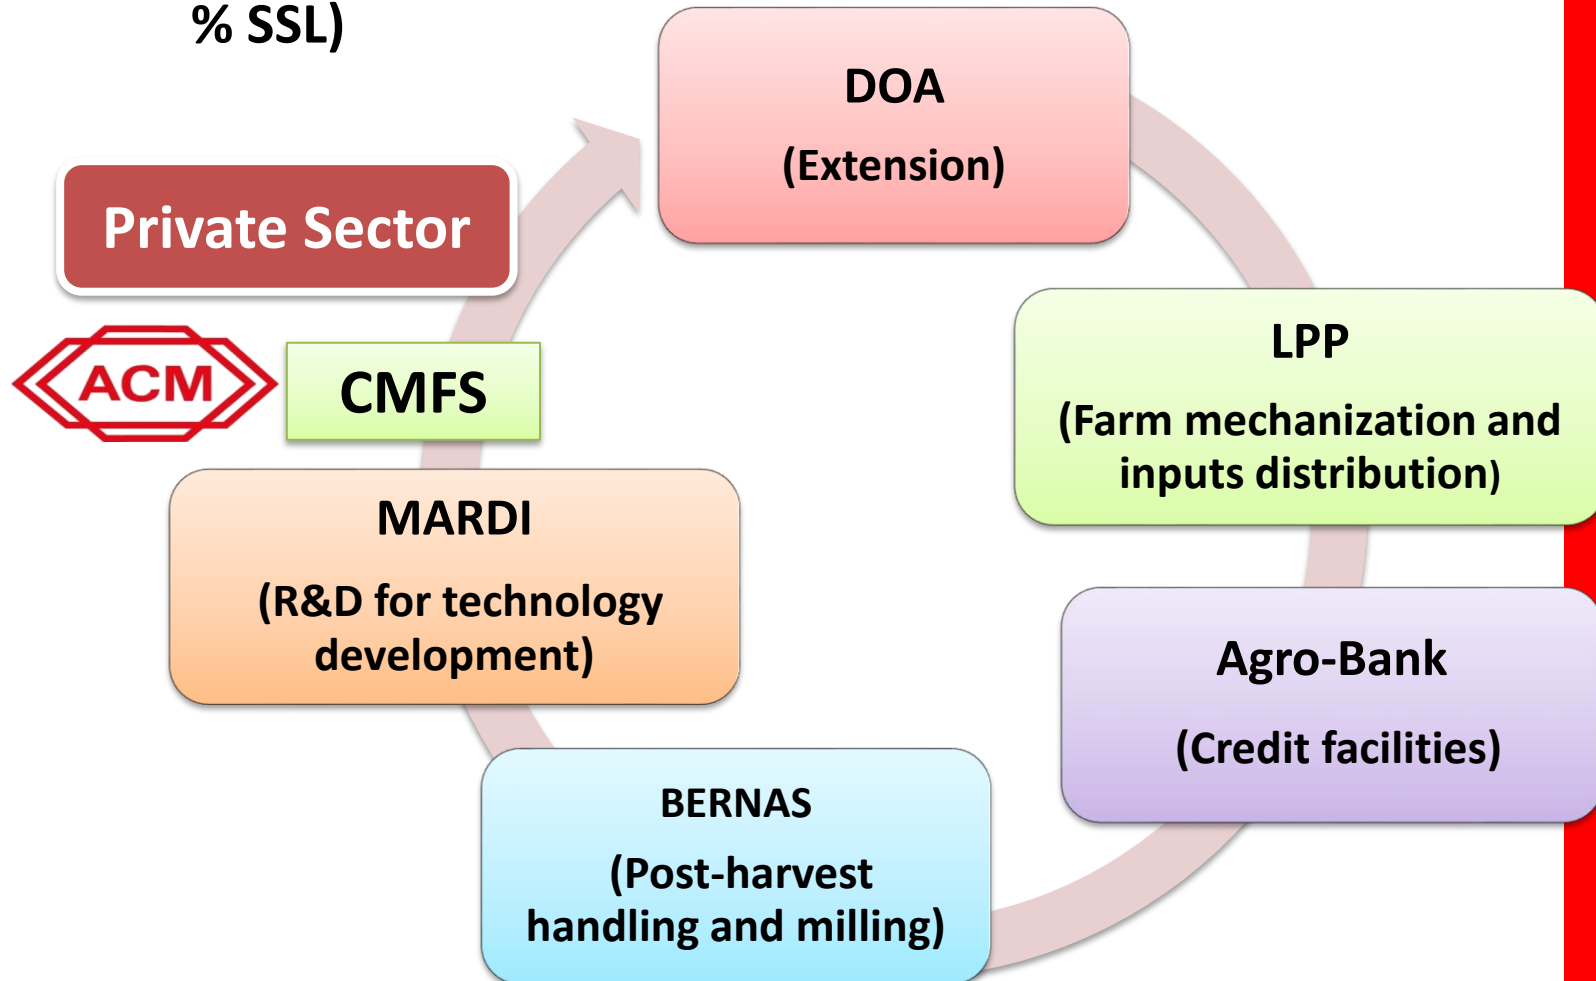 % SSL)
DOA
(Extension)
Private Sector
LPP
(Farm mechanization and
inputs distribution)
ACM
CMFS
MARDI
(R&D for technology
development)
Agro-Bank
(Credit facilities)
BERNAS
(Post-harvest
handling and milling)